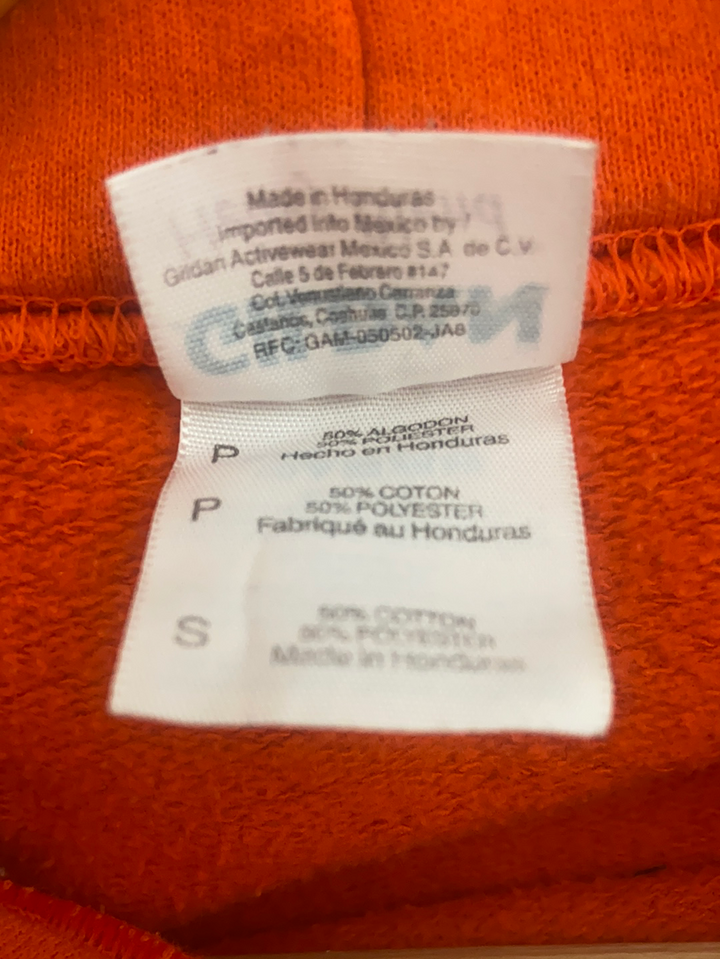 Made in Honduras
Imported into Mexico by
Gildan Activewear Mexico S.A. de C.V.
Calle 5 de Febrero #147
Col. Venustiano Carranza
Castaños, Coahuila C.P. 25870
RFC: GAM-050502-JA8
P
50% ALGODON
50% POLIESTER
Hecho en Honduras
P
50% COTON
50% POLYESTER
Fabriqué au Honduras
S
50% COTTON
50% POLYESTER
Made in Honduras